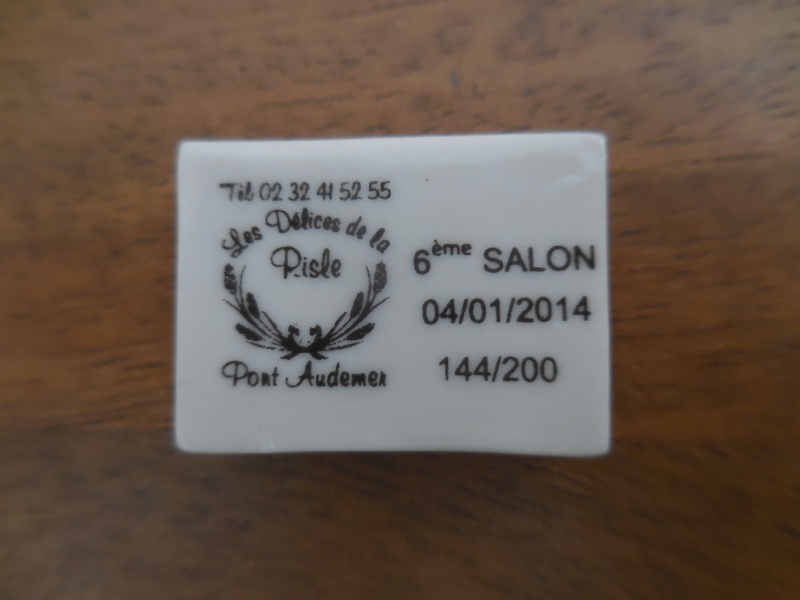 Tél 02 32 41 52 55
Les Délices de la
Risle
Pont Audemer
6ème SALON
04/01/2014
144/200